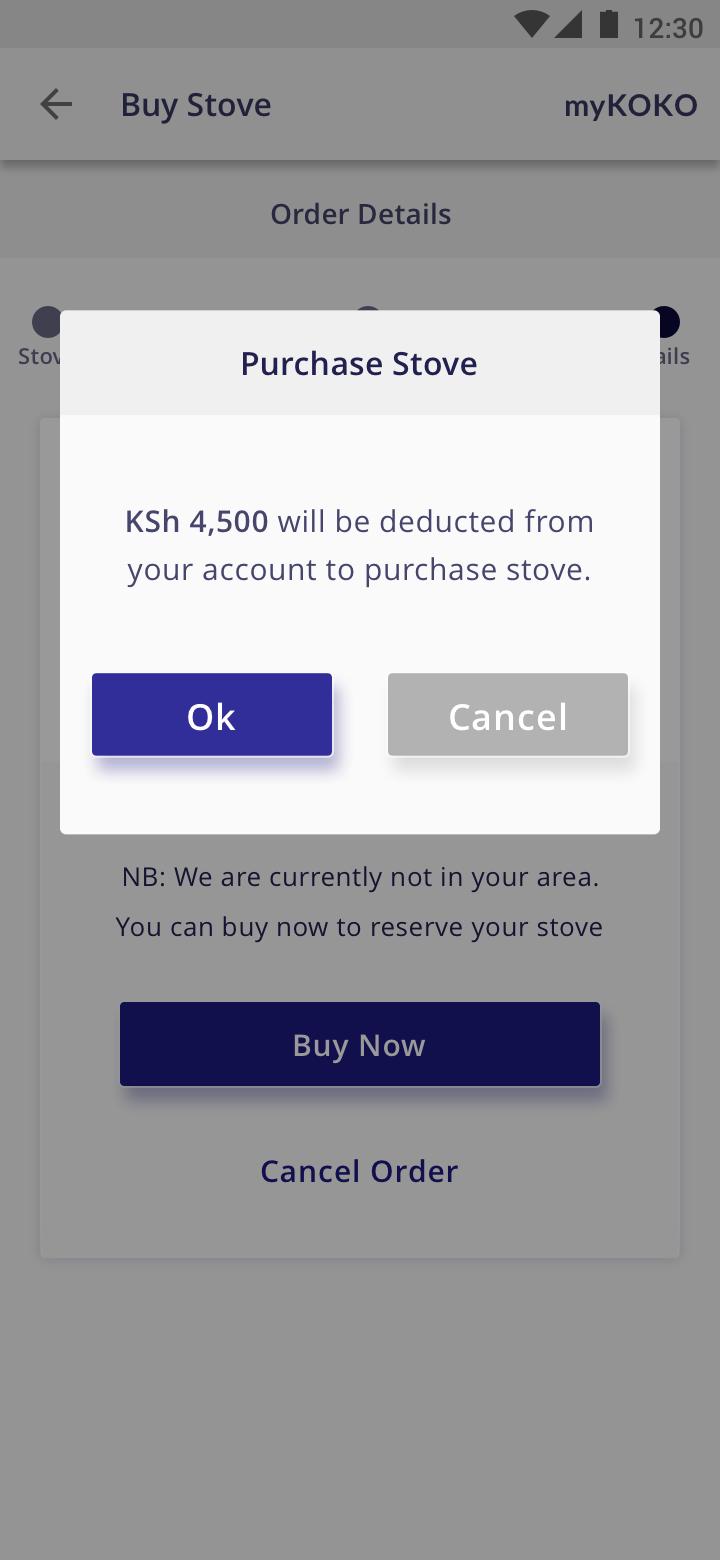 12:30
Buy Stove
myKOKO
Order Details
Purchase Stove
KSh 4,500 will be deducted from
your account to purchase stove.
Ok
Cancel
NB: We are currently not in your area.
You can buy now to reserve your stove
Buy Now
Cancel Order